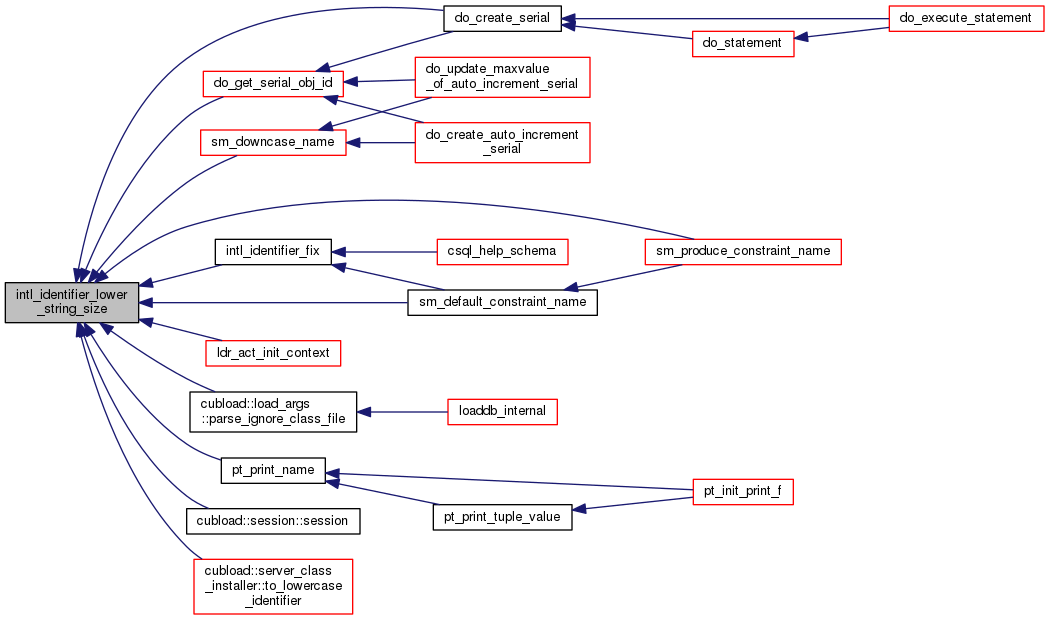 do_create_serial
do_execute_statement
do_statement
do_get_serial_obj_id
do_update_maxvalue
_of_auto_increment_serial
sm_downcase_name
do_create_auto_increment
_serial
intl_identifier_fix
csql_help_schema
sm_produce_constraint_name
intl_identifier_lower
_string_size
sm_default_constraint_name
ldr_act_init_context
cubload::load_args
::parse_ignore_class_file
loaddb_internal
pt_print_name
pt_init_print_f
cubload::session::session
pt_print_tuple_value
cubload::server_class
_installer::to_lowercase
_identifier